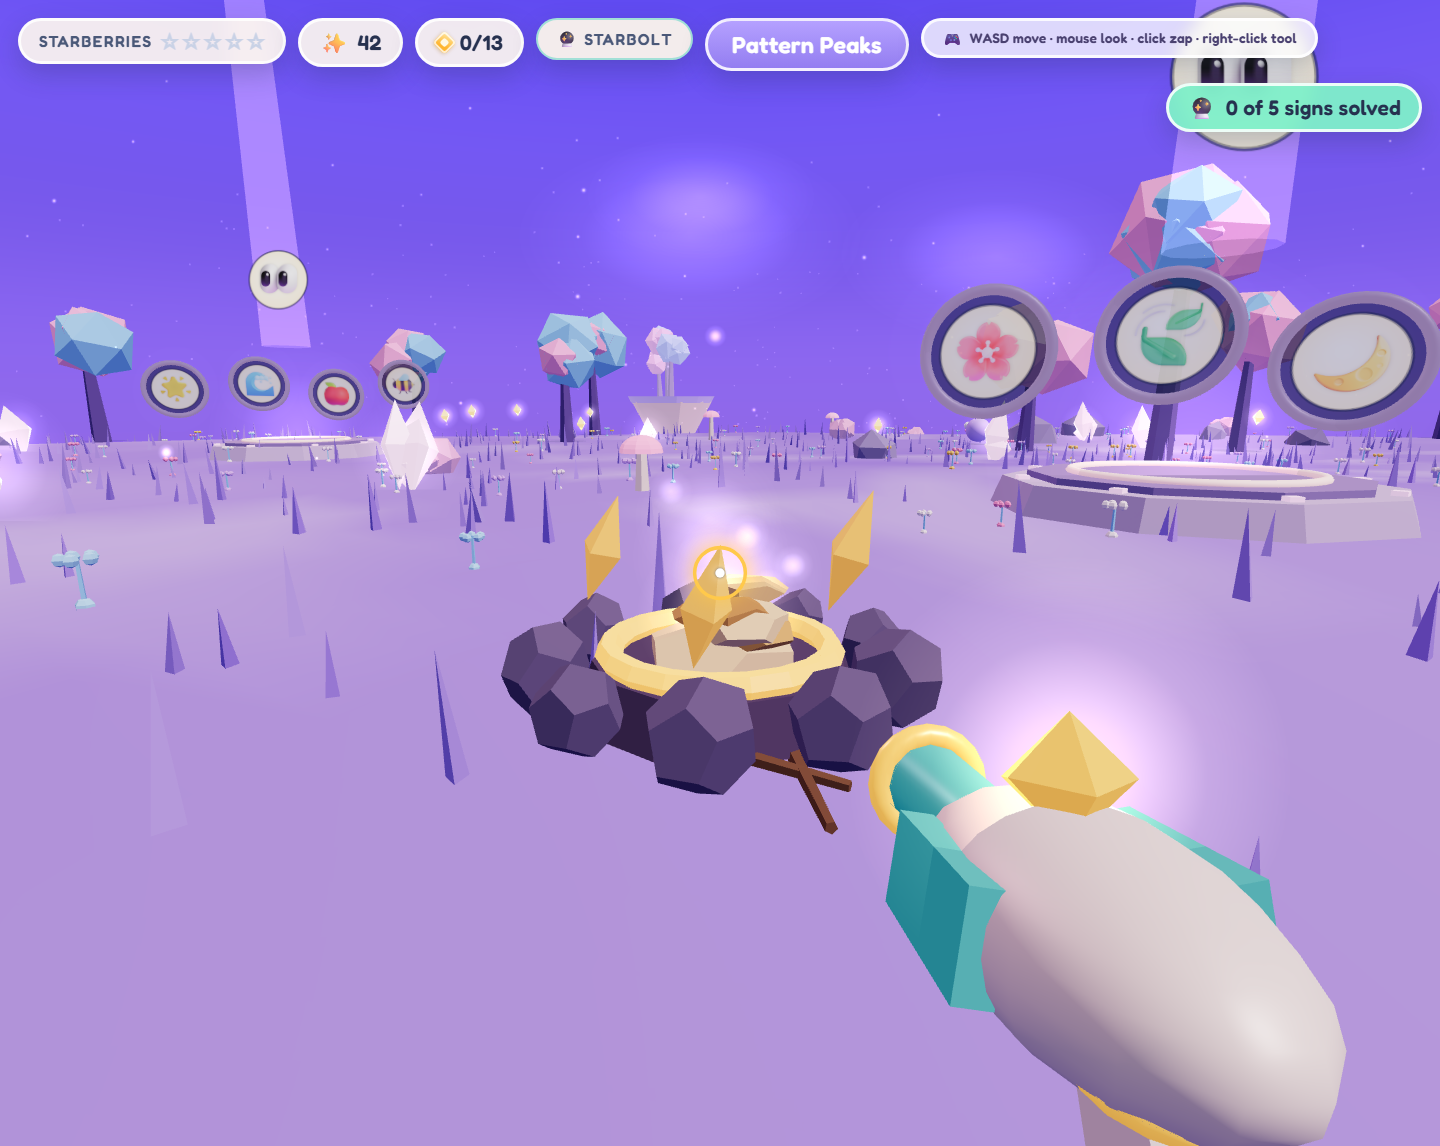 STARBERRIES
42
0/13
STARBOLT
Pattern Peaks
WASD move · mouse look · click zap · right-click tool
0 of 5 signs solved